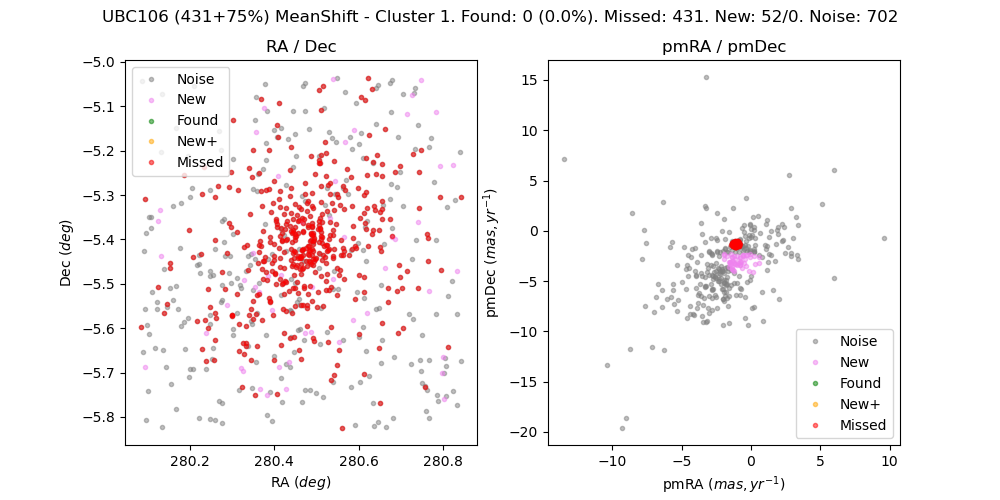 UBC106 (431+75%) MeanShift - Cluster 1. Found: 0 (0.0%). Missed: 431. New: 52/0. Noise: 702
RA / Dec
−5.0
−5.1
−5.2
−5.3
−5.4
−5.5
−5.6
−5.7
−5.8
Dec (deg)
Noise
New
Found
New+
Missed
280.2
280.4
280.6
280.8
RA (deg)
pmRA / pmDec
15
10
5
0
−5
−10
−15
−20
pmDec (mas, yr⁻¹)
Noise
New
Found
New+
Missed
−10
−5
0
5
10
pmRA (mas, yr⁻¹)